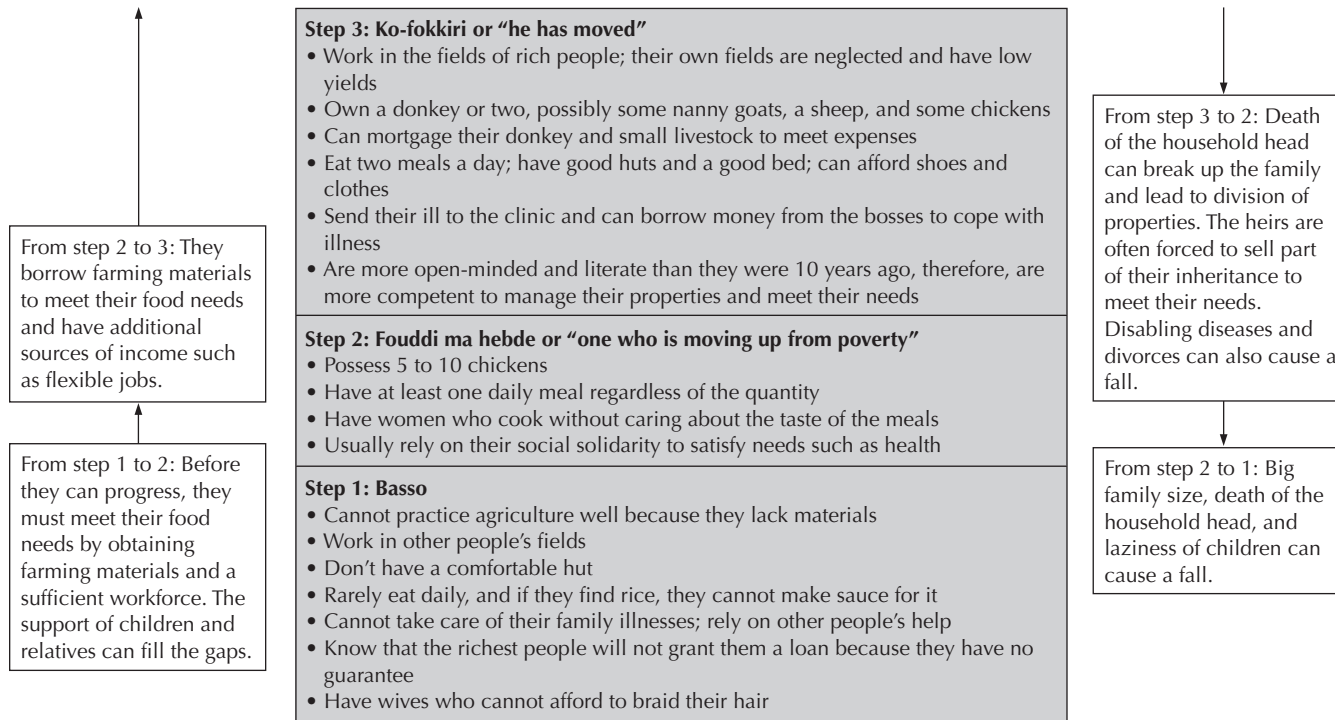 Step 3: Ko-fokkiri or “he has moved”
• Work in the fields of rich people; their own fields are neglected and have low
yields
• Own a donkey or two, possibly some nanny goats, a sheep, and some chickens
• Can mortgage their donkey and small livestock to meet expenses
• Eat two meals a day; have good huts and a good bed; can afford shoes and
clothes
• Send their ill to the clinic and can borrow money from the bosses to cope with
illness
• Are more open-minded and literate than they were 10 years ago, therefore, are
more competent to manage their properties and meet their needs
Step 2: Fouddi ma hebde or “one who is moving up from poverty”
• Possess 5 to 10 chickens
• Have at least one daily meal regardless of the quantity
• Have women who cook without caring about the taste of the meals
• Usually rely on their social solidarity to satisfy needs such as health
Step 1: Basso
• Cannot practice agriculture well because they lack materials
• Work in other people’s fields
• Don’t have a comfortable hut
• Rarely eat daily, and if they find rice, they cannot make sauce for it
• Cannot take care of their family illnesses; rely on other people’s help
• Know that the richest people will not grant them a loan because they have no
guarantee
• Have wives who cannot afford to braid their hair
From step 2 to 3: They
borrow farming materials
to meet their food needs
and have additional
sources of income such
as flexible jobs.
From step 1 to 2: Before
they can progress, they
must meet their food
needs by obtaining
farming materials and a
sufficient workforce. The
support of children and
relatives can fill the gaps.
From step 3 to 2: Death
of the household head
can break up the family
and lead to division of
properties. The heirs are
often forced to sell part
of their inheritance to
meet their needs.
Disabling diseases and
divorces can also cause a
fall.
From step 2 to 1: Big
family size, death of the
household head, and
laziness of children can
cause a fall.